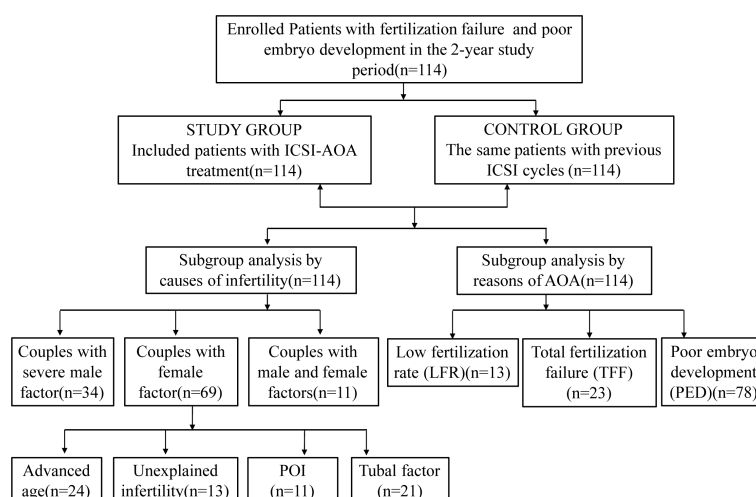 Enrolled Patients with fertilization failure and poor
embryo development in the 2-year study
period(n=114)
STUDY GROUP
Included patients with ICSI-AOA
treatment(n=114)
CONTROL GROUP
The same patients with previous
ICSI cycles (n=114)
Subgroup analysis by
causes of infertility(n=114)
Subgroup analysis by
reasons of AOA(n=114)
Couples with
severe male
factor(n=34)
Couples with
female
factor(n=69)
Couples with
male and female
factors(n=11)
Low fertilization
rate (LFR)(n=13)
Total fertilization
failure (TFF)
(n=23)
Poor embryo
development
(PED)(n=78)
Advanced
age(n=24)
Unexplained
infertility(n=13)
POI
(n=11)
Tubal factor
(n=21)